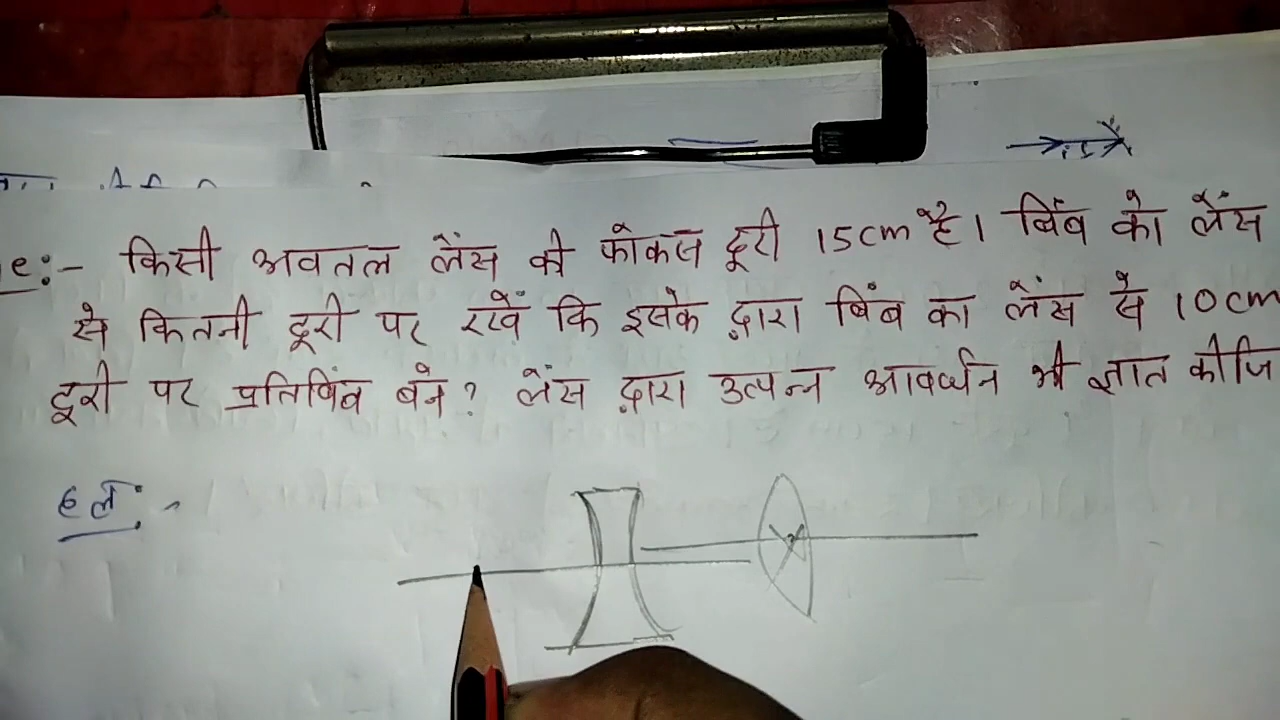 e:- किसी अवतल लेंस की फोकस दूरी 15cm है। बिंब को लेंस
से कितनी दूरी पर रखें कि इसके द्वारा बिंब का लेंस से 10cm
दूरी पर प्रतिबिंब बने? लेंस द्वारा उत्पन्न आवर्धन भी ज्ञात कीजि
हल:-